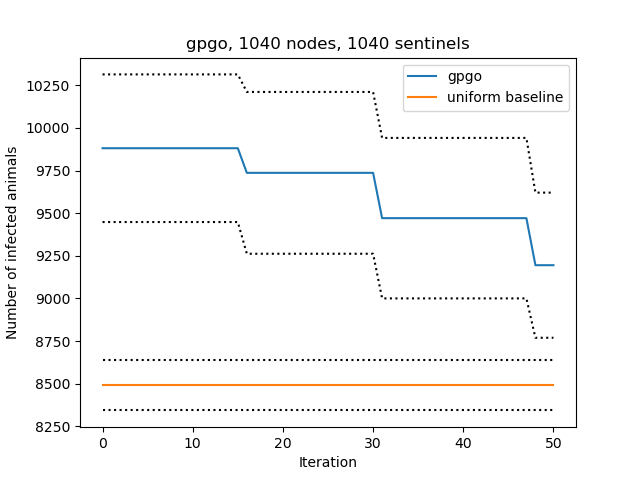 gpgo, 1040 nodes, 1040 sentinels
gpgo
uniform baseline
Number of infected animals
10250
10000
9750
9500
9250
9000
8750
8500
8250
0 10 20 30 40 50
Iteration